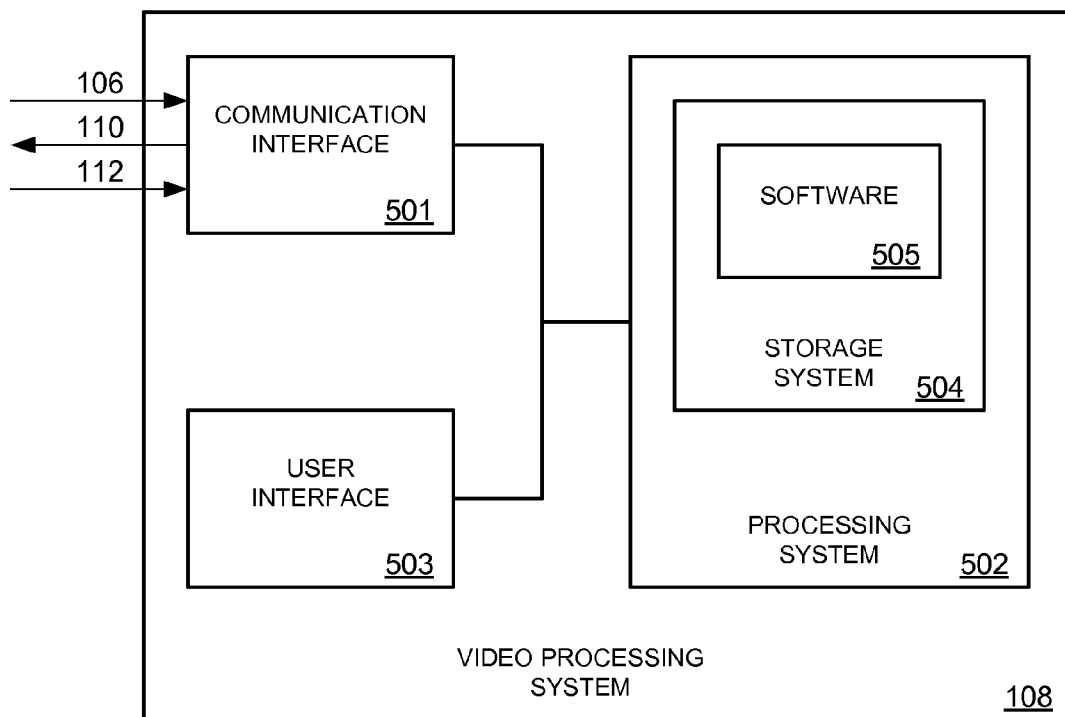 106
110
112
COMMUNICATION
INTERFACE
501
SOFTWARE
505
STORAGE
SYSTEM
504
USER
INTERFACE
503
PROCESSING
SYSTEM
502
VIDEO PROCESSING
SYSTEM
108